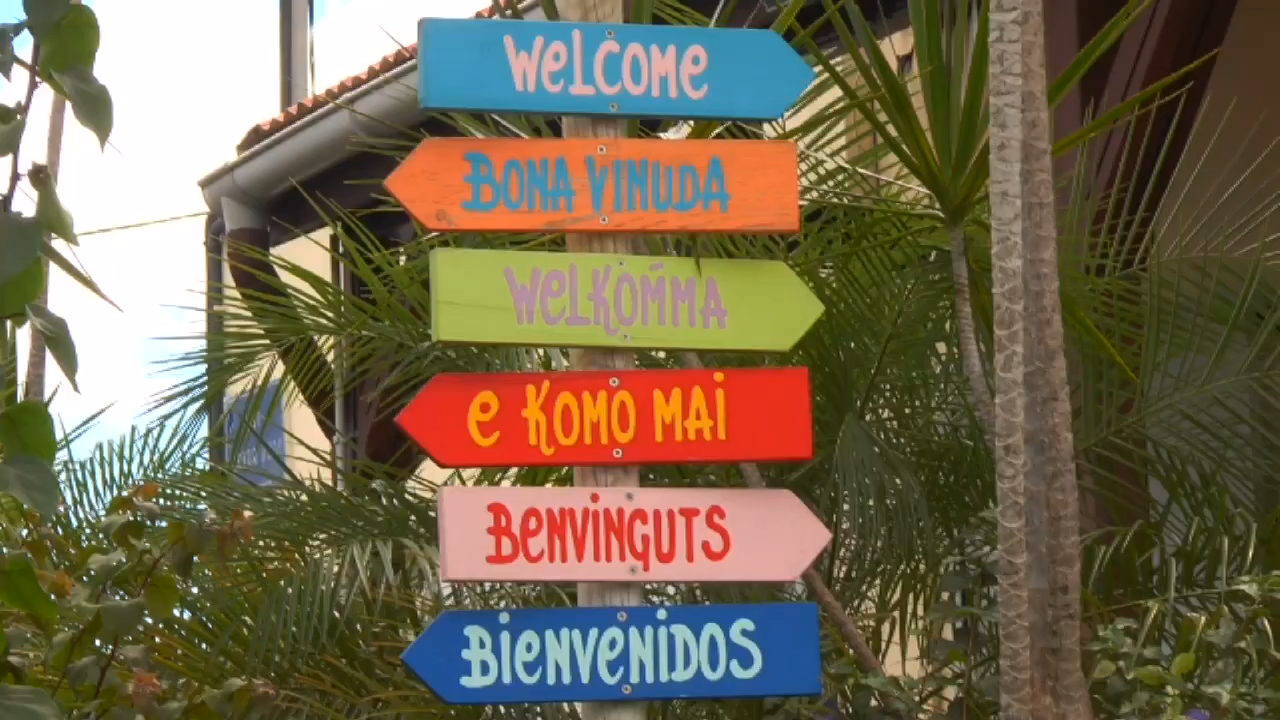 Welcome
Bona Vinuda
Welkomma
e Komo Mai
Benvinguts
Bienvenidos